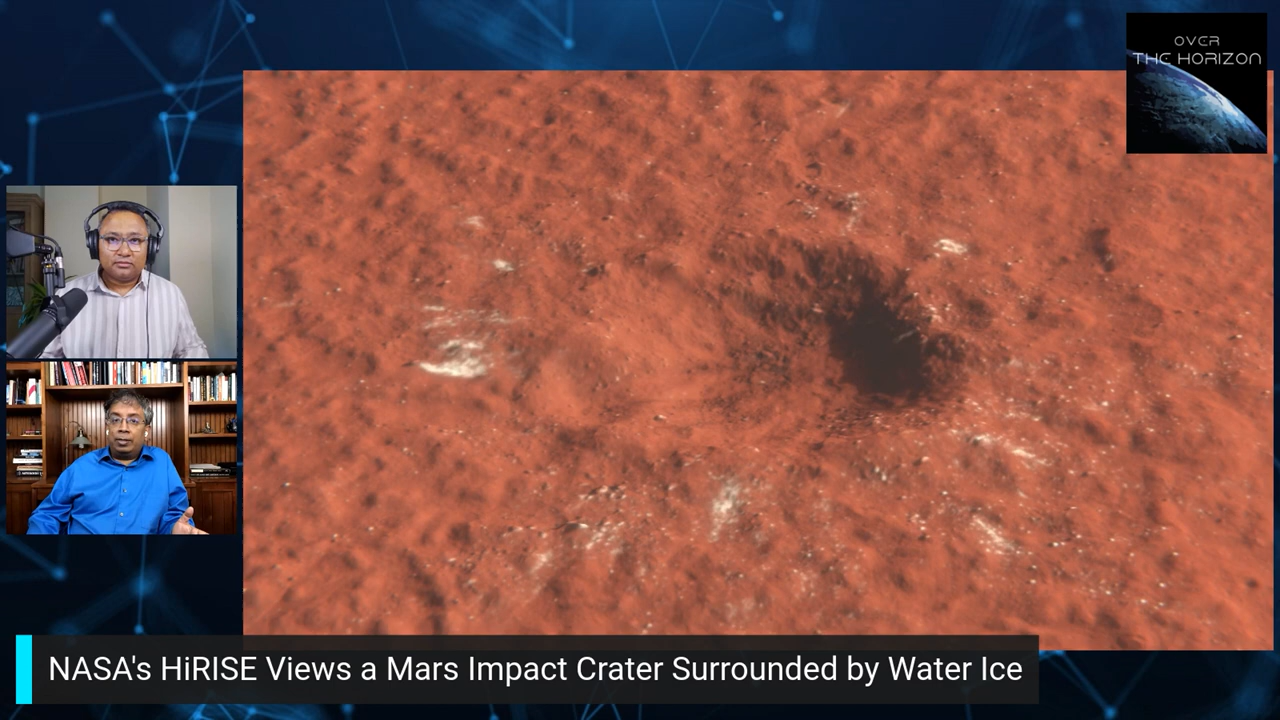 OVER
THE HORIZON
NASA's HiRISE Views a Mars Impact Crater Surrounded by Water Ice